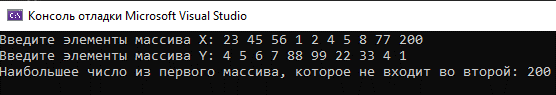 Консоль отладки Microsoft Visual Studio
Введите элементы массива X: 23 45 56 1 2 4 5 8 77 200
Введите элементы массива Y: 4 5 6 7 88 99 22 33 4 1
Наибольшее число из первого массива, которое не входит во второй: 200